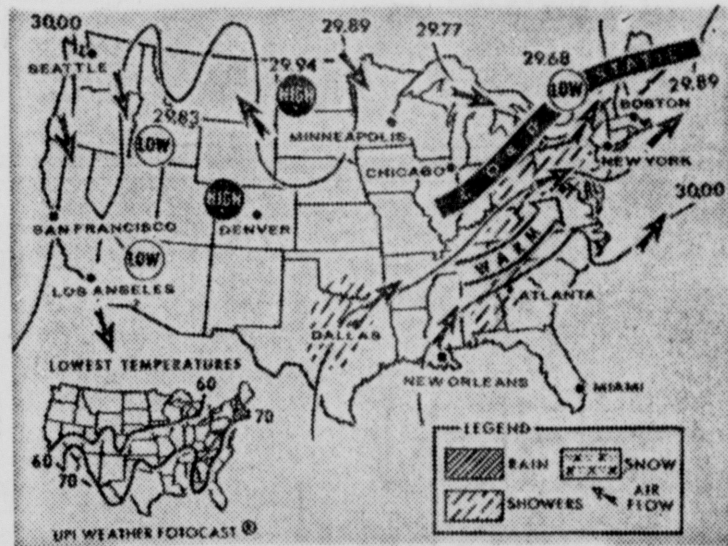 30.00
29.89
29.77
SEATTLE
29.94
29.68
STATIC
HIGH
LOW
29.89
29.83
BOSTON
MINNEAPOLIS
LOW
CHICAGO
NEW YORK
COLD
HIGH
30.00
SAN FRANCISCO
DENVER
LOW
WARM
LOS ANGELES
ATLANTA
DALLAS
LOWEST TEMPERATURES
60
70
NEW ORLEANS
MIAMI
LEGEND
60
RAIN
SNOW
70
SHOWERS
AIR
FLOW
UPI WEATHER FOTOCAST ®